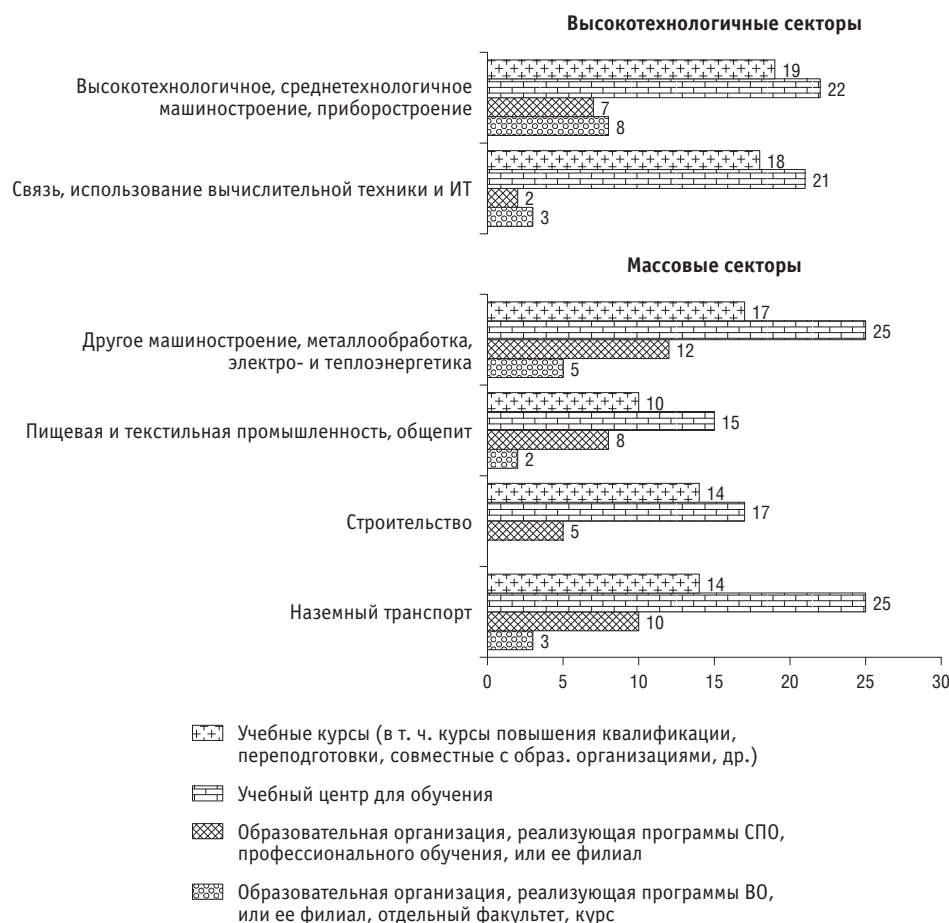 Высокотехнологичные секторы
Высокотехнологичное, среднетехнологичное
машиностроение, приборостроение
19
22
7
8
Связь, использование вычислительной техники и ИТ
18
21
2
3
Массовые секторы
Другое машиностроение, металлообработка,
электро- и теплоэнергетика
17
25
12
5
Пищевая и текстильная промышленность, общепит
10
15
8
2
Строительство
14
17
5
Наземный транспорт
14
25
10
3
0 5 10 15 20 25 30
Учебные курсы (в т. ч. курсы повышения квалификации,
переподготовки, совместные с образ. организациями, др.)
Учебный центр для обучения
Образовательная организация, реализующая программы СПО,
профессионального обучения, или ее филиал
Образовательная организация, реализующая программы ВО,
или ее филиал, отдельный факультет, курс